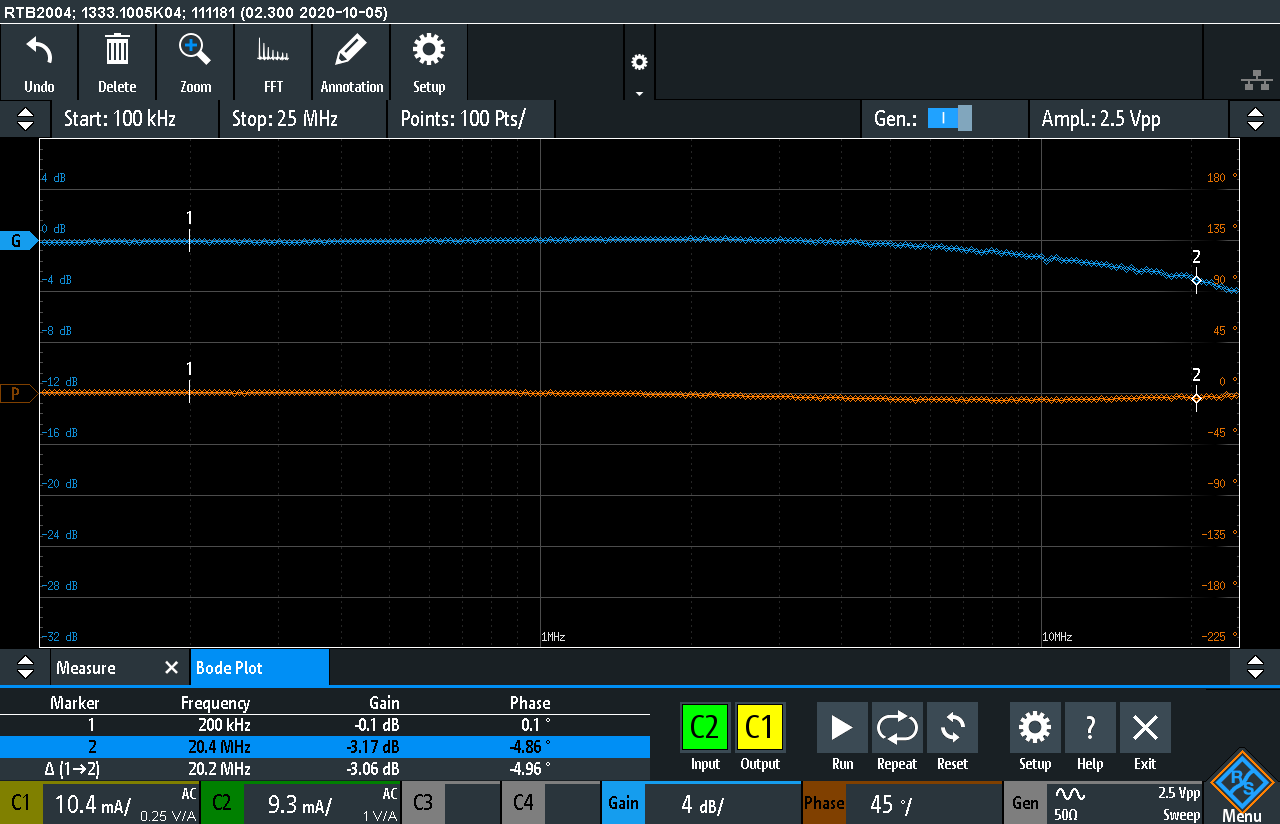 RTB2004; 1333.1005K04; 111181 (02.300 2020-10-05)
Undo Delete Zoom FFT Annotation Setup
Start: 100 kHz Stop: 25 MHz Points: 100 Pts/ Gen.: I Ampl.: 2.5 Vpp
4 dB 180 °
1
G 0 dB 135 °
2
-4 dB -90 °
-8 dB 45 °
1 2
P -12 dB 0 °
-16 dB -45 °
-20 dB -90 °
-24 dB -135 °
-28 dB -180 °
-32 dB 1MHz 10MHz -225 °
Measure Bode Plot
Marker Frequency Gain Phase
1 200 kHz -0.1 dB 0.1 °
2 20.4 MHz -3.17 dB -4.86 °
Δ (1→2) 20.2 MHz -3.06 dB -4.96 °
C2 C1
Input Output Run Repeat Reset Setup ? Help Exit
C1 10.4 mA/ AC 0.25 V/A C2 9.3 mA/ AC 1 V/A C3 C4 Gain 4 dB/ Phase 45 °/ Gen 50Ω 2.5 Vpp Sweep R&S Menu